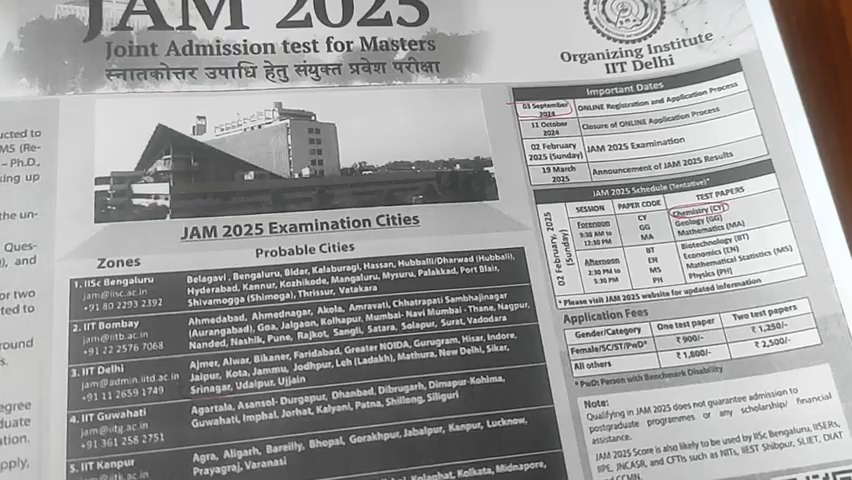 JAM 2025
Joint Admission test for Masters
स्नातकोत्तर उपाधि हेतु संयुक्त प्रवेश परीक्षा
Organizing Institute
IIT Delhi
ucted to
MS (Re-
– Ph.D.,
king up
the un-
Ques-
), and
or two
ted to
round
s.
egree
duate
ation.
pply,
JAM 2025 Examination Cities
Zones
Probable Cities
1. IISc Bengaluru
jam@iisc.ac.in
+91 80 2293 2392
Belagavi, Bengaluru, Bidar, Kalaburagi, Hassan, Hubballi/Dharwad (Hubbali),
Hyderabad, Kannur, Kozhikode, Mangaluru, Mysuru, Palakkad, Port Blair,
Shivamogga (Shimoga), Thrissur, Vatakara
2. IIT Bombay
jam@iitb.ac.in
+91 22 2576 7068
Ahmedabad, Ahmednagar, Akola, Amravati, Chhatrapati Sambhajinagar
(Aurangabad), Goa, Jalgaon, Kolhapur, Mumbai- Navi Mumbai - Thane, Nagpur,
Nanded, Nashik, Pune, Rajkot, Sangli, Satara, Solapur, Surat, Vadodara
3. IIT Delhi
jam@admin.iitd.ac.in
+91 11 2659 1749
Ajmer, Alwar, Bikaner, Faridabad, Greater NOIDA, Gurugram, Hisar, Indore,
Jaipur, Kota, Jammu, Jodhpur, Leh (Ladakh), Mathura, New Delhi, Sikar,
Srinagar, Udaipur, Ujjain
4. IIT Guwahati
jam@iitg.ac.in
+91 361 258 2751
Agartala, Asansol- Durgapur, Dhanbad, Dibrugarh, Dimapur-Kohima,
Guwahati, Imphal, Jorhat, Kalyani, Patna, Shillong, Siliguri
5. IIT Kanpur
jam@iitk.ac.in
Agra, Aligarh, Bareilly, Bhopal, Gorakhpur, Jabalpur, Kanpur, Lucknow,
Prayagraj, Varanasi
Kolkata, Midnapore,
Important Dates
03 September 2024 ONLINE Registration and Application Process
11 October 2024 Closure of ONLINE Application Process
02 February 2025 (Sunday) JAM 2025 Examination
19 March 2025 Announcement of JAM 2025 Results
JAM 2025 Schedule (Tentative)*
SESSION PAPER CODE TEST PAPERS
02 February, 2025 (Sunday)
Forenoon
9:30 AM to
12:30 PM
CY Chemistry (CY)
GG Geology (GG)
MA Mathematics (MA)
Afternoon
2:30 PM to
5:30 PM
BT Biotechnology (BT)
EN Economics (EN)
MS Mathematical Statistics (MS)
PH Physics (PH)
* Please visit JAM 2025 website for updated information
Application Fees
Gender/Category One test paper Two test papers
Female/SC/ST/PwD* ₹ 900/- ₹ 1,250/-
All others ₹ 1,800/- ₹ 2,500/-
* PwD: Person with Benchmark Disability
Note:
Qualifying in JAM 2025 does not guarantee admission to
postgraduate programmes or any scholarship/ financial
assistance.
JAM 2025 Score is also likely to be used by IISc Bengaluru, IISERs,
IIPE, JNCASR, and CFTIs such as NITs, IIEST Shibpur, SLIET, DIAT